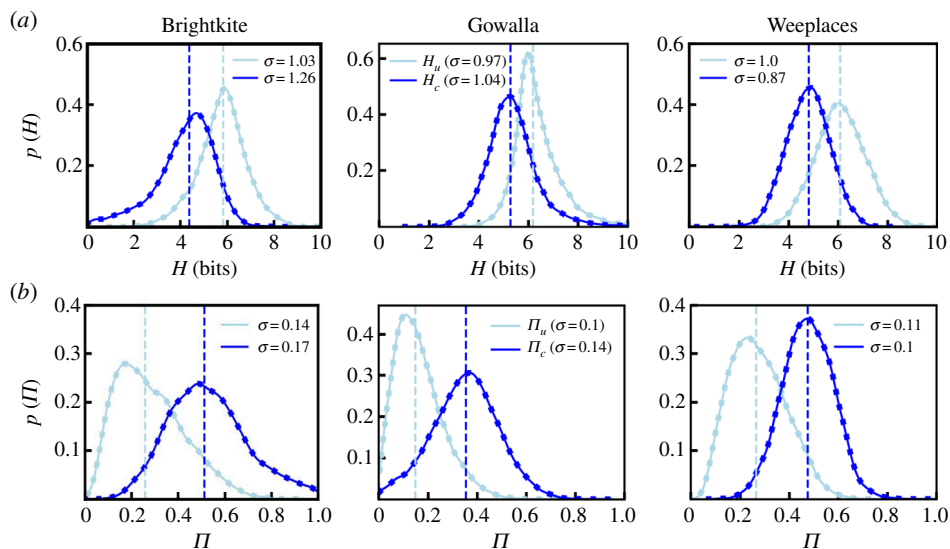 (a) Brightkite Gowalla Weeplaces
0.6 0.6 0.6
σ = 1.03 H_u (σ=0.97) σ = 1.0
σ = 1.26 H_c (σ=1.04) σ = 0.87
0.4 0.4 0.4
p (H)
0.2 0.2 0.2
0 2 4 6 8 10 0 2 4 6 8 10 0 2 4 6 8 10
H (bits) H (bits) H (bits)
(b)
0.4 0.4 0.4
σ = 0.14 Π_u (σ=0.1) σ = 0.11
σ = 0.17 Π_c (σ=0.14) σ = 0.1
0.3 0.3 0.3
p (Π)
0.2 0.2 0.2
0.1 0.1 0.1
0 0.2 0.4 0.6 0.8 1.0 0 0.2 0.4 0.6 0.8 1.0 0 0.2 0.4 0.6 0.8 1.0
Π Π Π